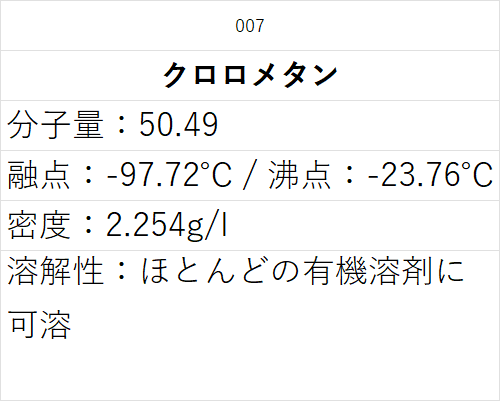 007
クロロメタン
分子量：50.49
融点：-97.72℃ / 沸点：-23.76℃
密度：2.254g/l
溶解性：ほとんどの有機溶剤に
可溶